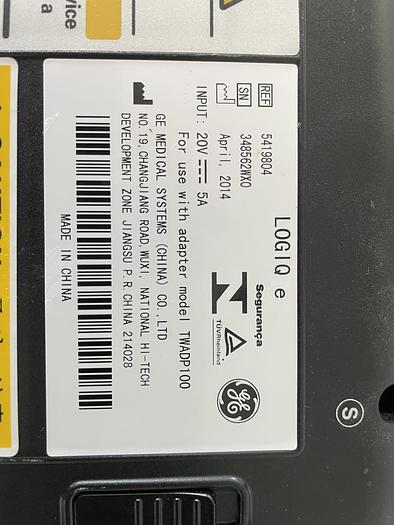 vice
a
LOGIQ e
REF 5419804
SN 348562WX0
April, 2014
INPUT: 20V 5A
For use with adapter model TWADP100
GE MEDICAL SYSTEMS (CHINA) CO., LTD
NO.19, CHANGJIANG ROAD, WUXI, NATIONAL HI-TECH
DEVELOPMENT ZONE JIANGSU P.R.CHINA 214028
MADE IN CHINA
Segurança
TÜVRheinland
GE
S